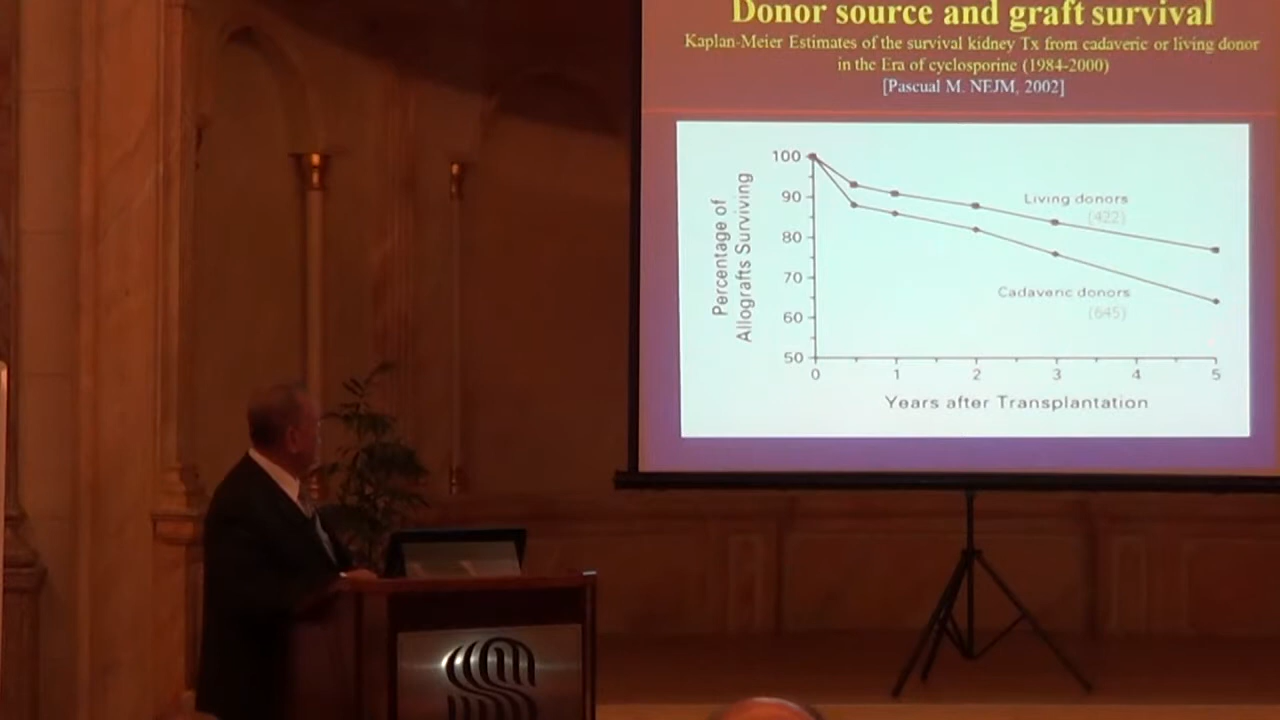 Donor source and graft survival
Kaplan-Meier Estimates of the survival kidney Tx from cadaveric or living donor
in the Era of cyclosporine (1984-2000)
[Pascual M. NEJM, 2002]
Percentage of
Allografts Surviving
100
90
80
70
60
50
Living donors
(422)
Cadaveric donors
(645)
0 1 2 3 4 5
Years after Transplantation